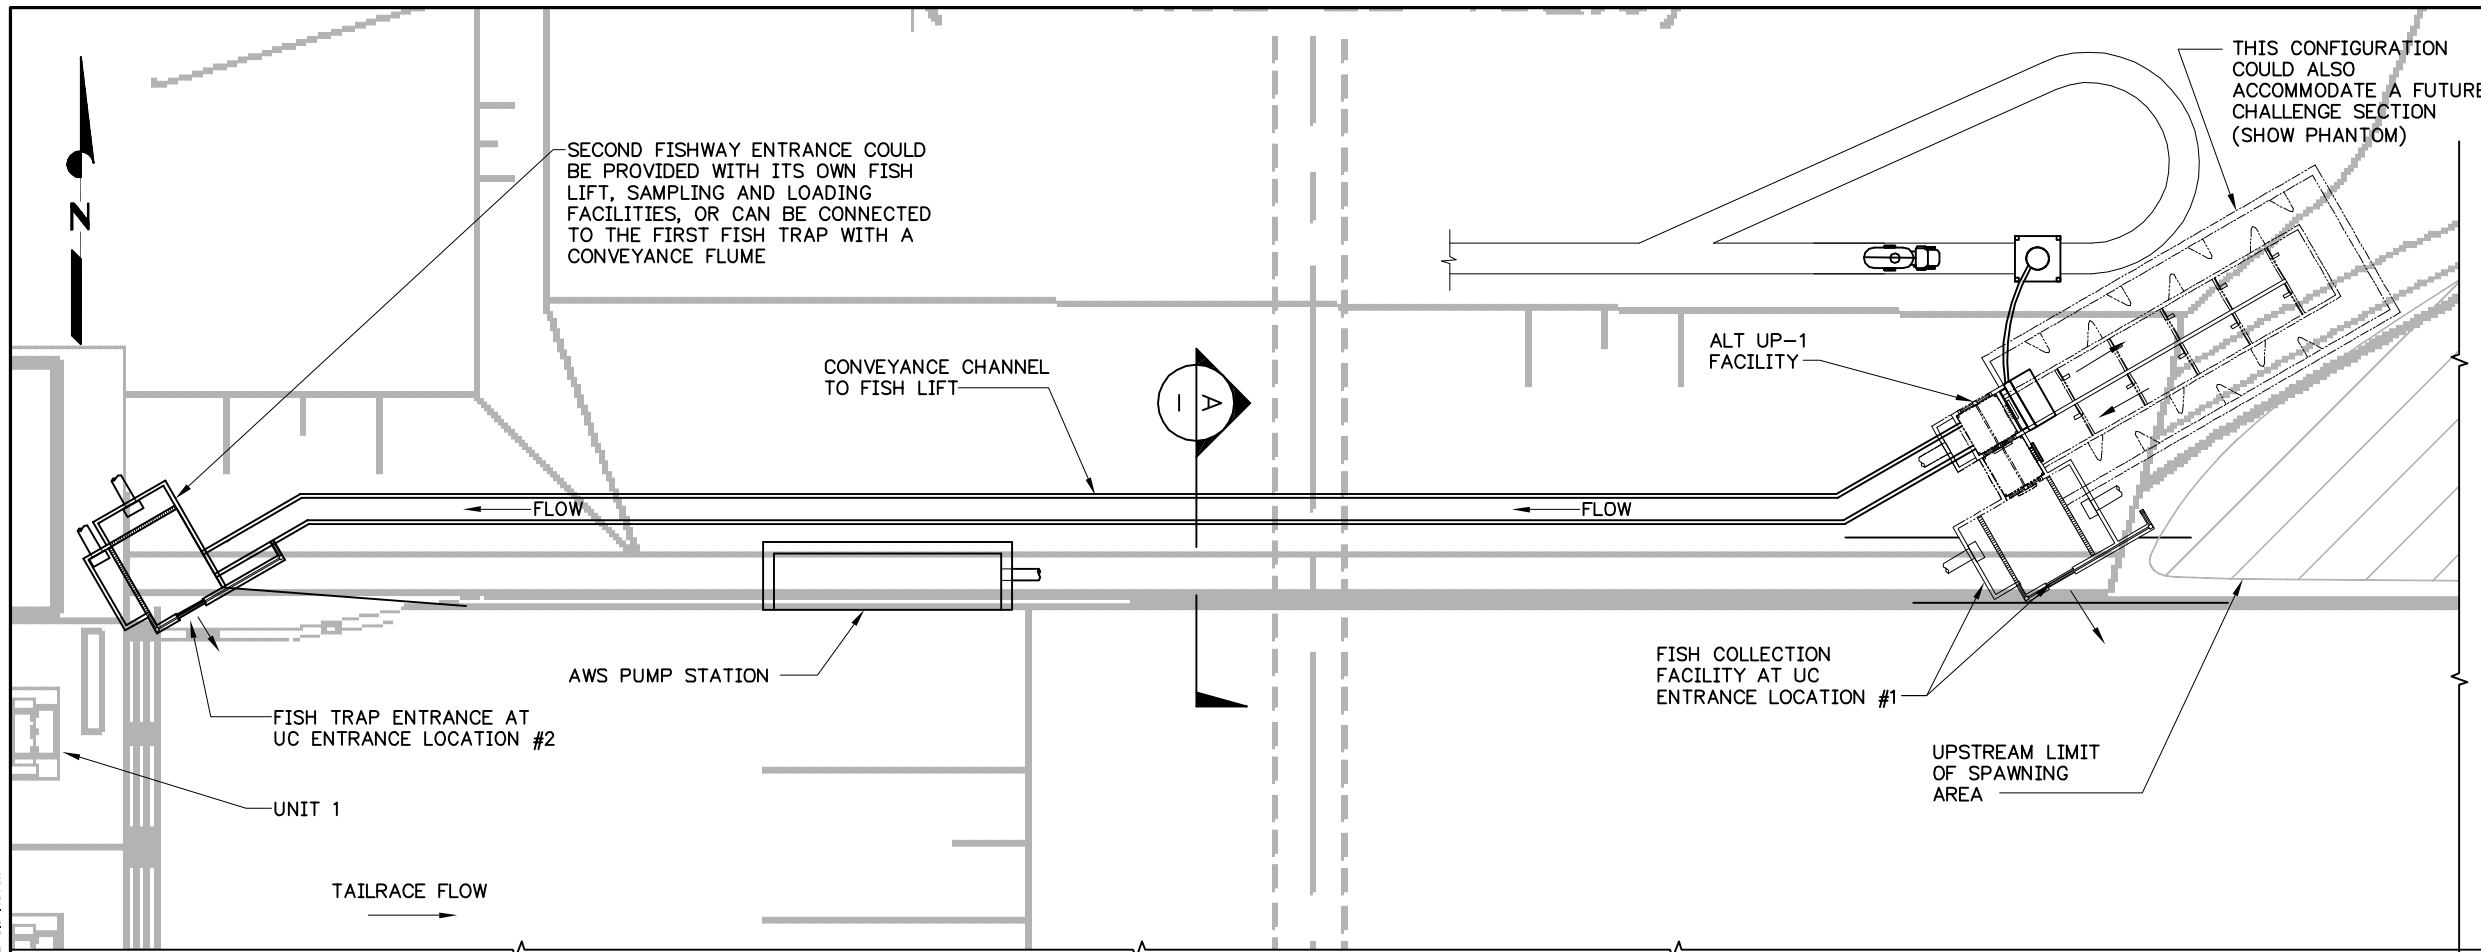 THIS CONFIGURATION
COULD ALSO
ACCOMMODATE A FUTURE
CHALLENGE SECTION
(SHOW PHANTOM)
SECOND FISHWAY ENTRANCE COULD
BE PROVIDED WITH ITS OWN FISH
LIFT, SAMPLING AND LOADING
FACILITIES, OR CAN BE CONNECTED
TO THE FIRST FISH TRAP WITH A
CONVEYANCE FLUME
N
CONVEYANCE CHANNEL
TO FISH LIFT
ALT UP-1
FACILITY
A
-
FLOW
FLOW
AWS PUMP STATION
FISH COLLECTION
FACILITY AT UC
ENTRANCE LOCATION #1
FISH TRAP ENTRANCE AT
UC ENTRANCE LOCATION #2
UPSTREAM LIMIT
OF SPAWNING
AREA
UNIT 1
TAILRACE FLOW